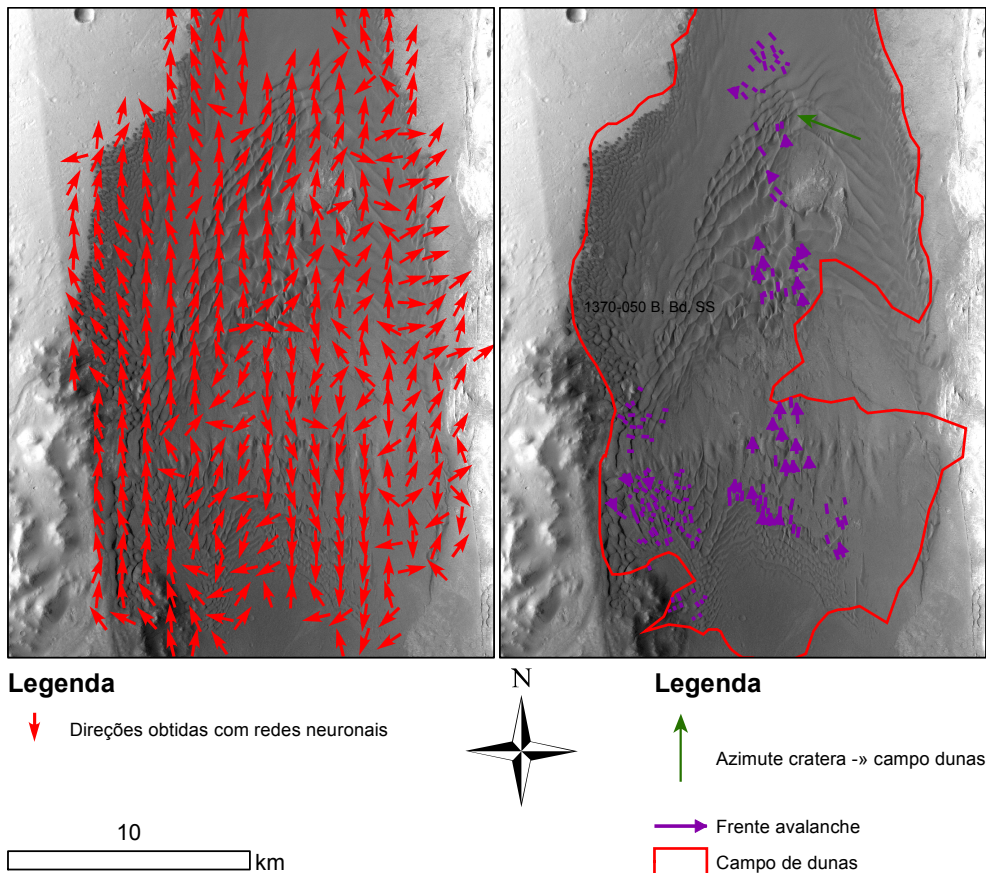 1370-050 B, Bd, SS
Legenda
Direções obtidas com redes neuronais
10
km
N
Legenda
Azimute cratera -» campo dunas
Frente avalanche
Campo de dunas